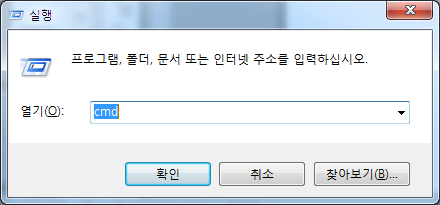 실행
프로그램, 폴더, 문서 또는 인터넷 주소를 입력하십시오.
열기(O): cmd
확인 취소 찾아보기(B)...